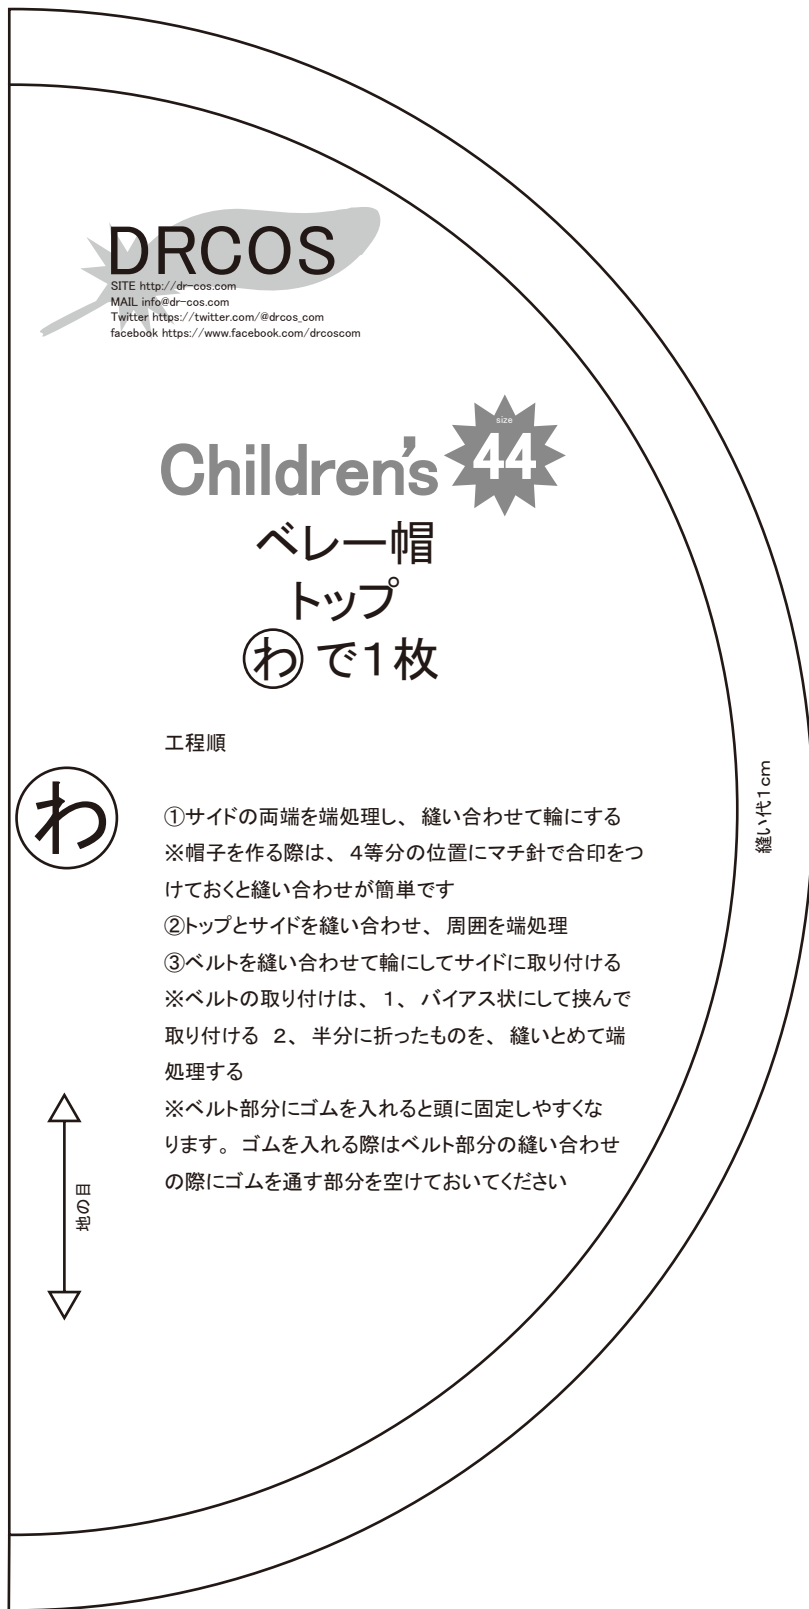 DRCOS
SITE http://dr-cos.com
MAIL info@dr-cos.com
Twitter https://twitter.com/@drcos_com
facebook https://www.facebook.com/drcoscom
size
Children's 44
ベレー帽
トップ
わ で1枚
工程順
わ
①サイドの両端を端処理し、縫い合わせて輪にする
※帽子を作る際は、4等分の位置にマチ針で合印をつ
けておくと縫い合わせが簡単です
②トップとサイドを縫い合わせ、周囲を端処理
③ベルトを縫い合わせて輪にしてサイドに取り付ける
※ベルトの取り付けは、1、バイアス状にして挟んで
取り付ける 2、半分に折ったものを、縫いとめて端
処理する
※ベルト部分にゴムを入れると頭に固定しやすくな
ります。ゴムを入れる際はベルト部分の縫い合わせ
の際にゴムを通す部分を空けておいてください
縫い代1cm
地の目